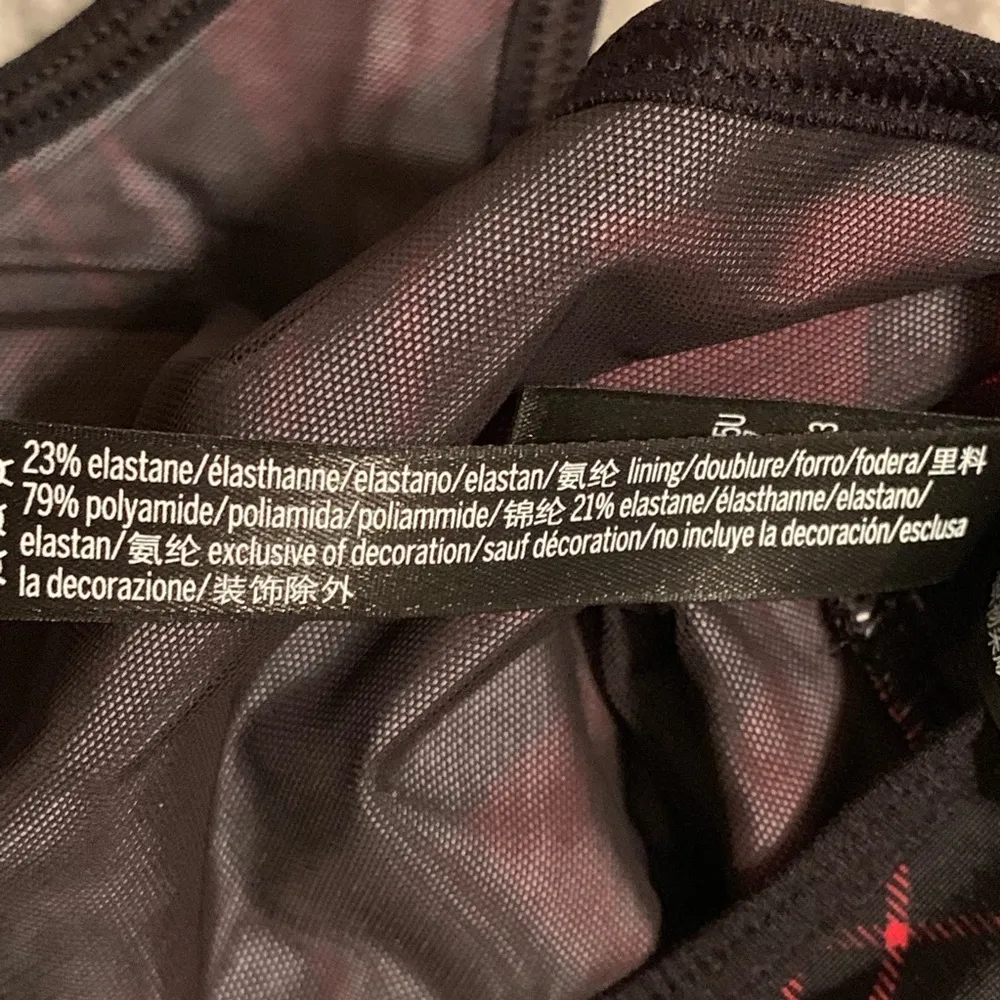 23% elastane/élasthanne/elastano/elastan/氨纶 lining/doublure/forro/fodera/里料
79% polyamide/poliamida/poliammide/锦纶 21% elastane/élasthanne/elastano/
elastan/氨纶 exclusive of decoration/sauf décoration/no incluye la decoración/esclusa
la decorazione/装饰除外